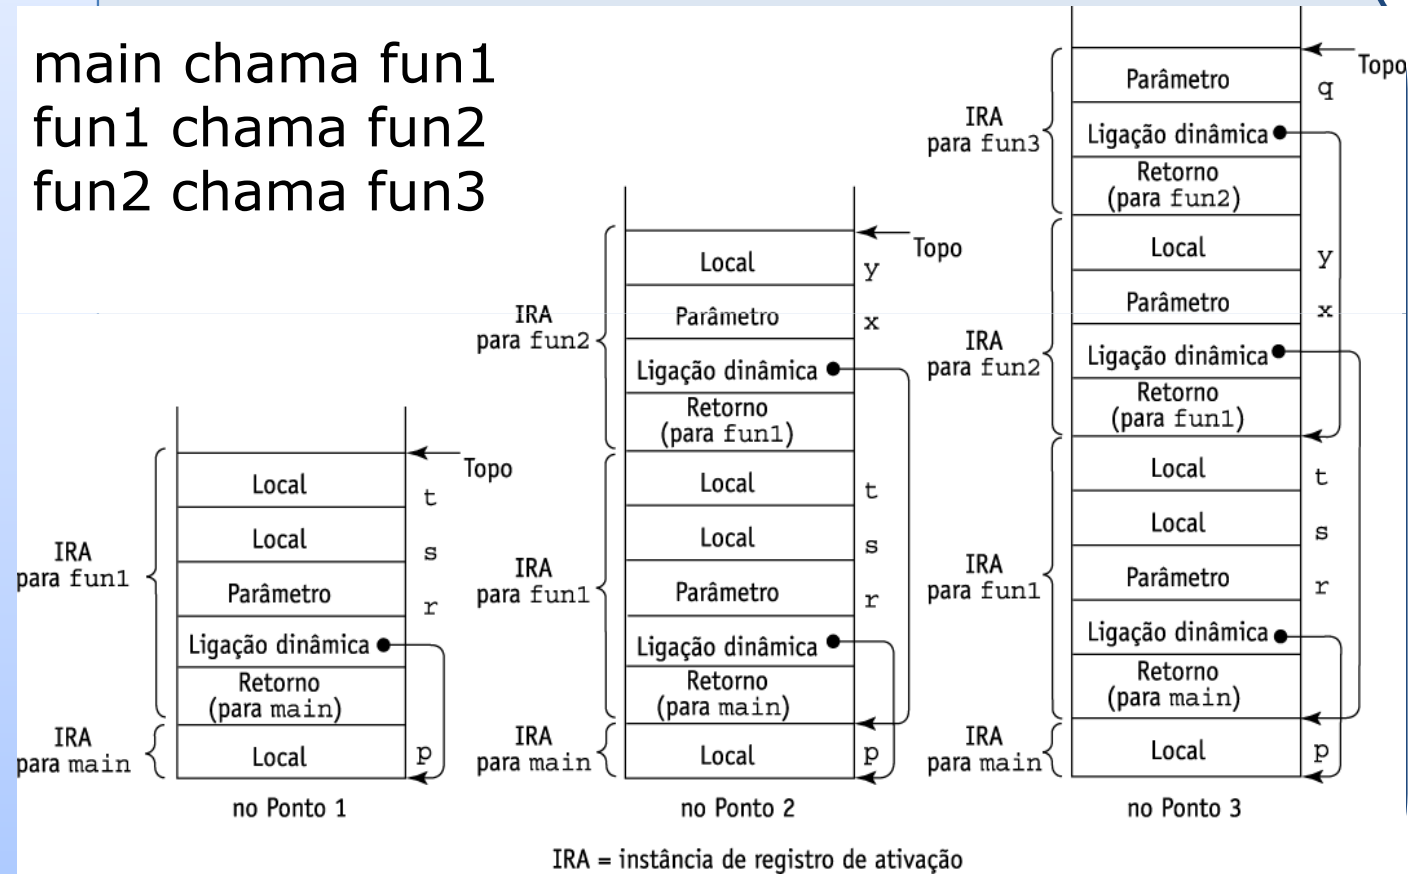 main chama fun1
fun1 chama fun2
fun2 chama fun3
Topo
Local
t
Local
s
IRA
para fun1
Parâmetro
r
Ligação dinâmica
Retorno
(para main)
IRA
para main
Local
p
no Ponto 1
Topo
Local
y
IRA
para fun2
Parâmetro
x
Ligação dinâmica
Retorno
(para fun1)
Local
t
Local
s
IRA
para fun1
Parâmetro
r
Ligação dinâmica
Retorno
(para main)
IRA
para main
Local
p
no Ponto 2
Topo
Parâmetro
q
IRA
para fun3
Ligação dinâmica
Retorno
(para fun2)
Local
y
Parâmetro
x
IRA
para fun2
Ligação dinâmica
Retorno
(para fun1)
Local
t
Local
s
IRA
para fun1
Parâmetro
r
Ligação dinâmica
Retorno
(para main)
IRA
para main
Local
p
no Ponto 3
IRA = instância de registro de ativação